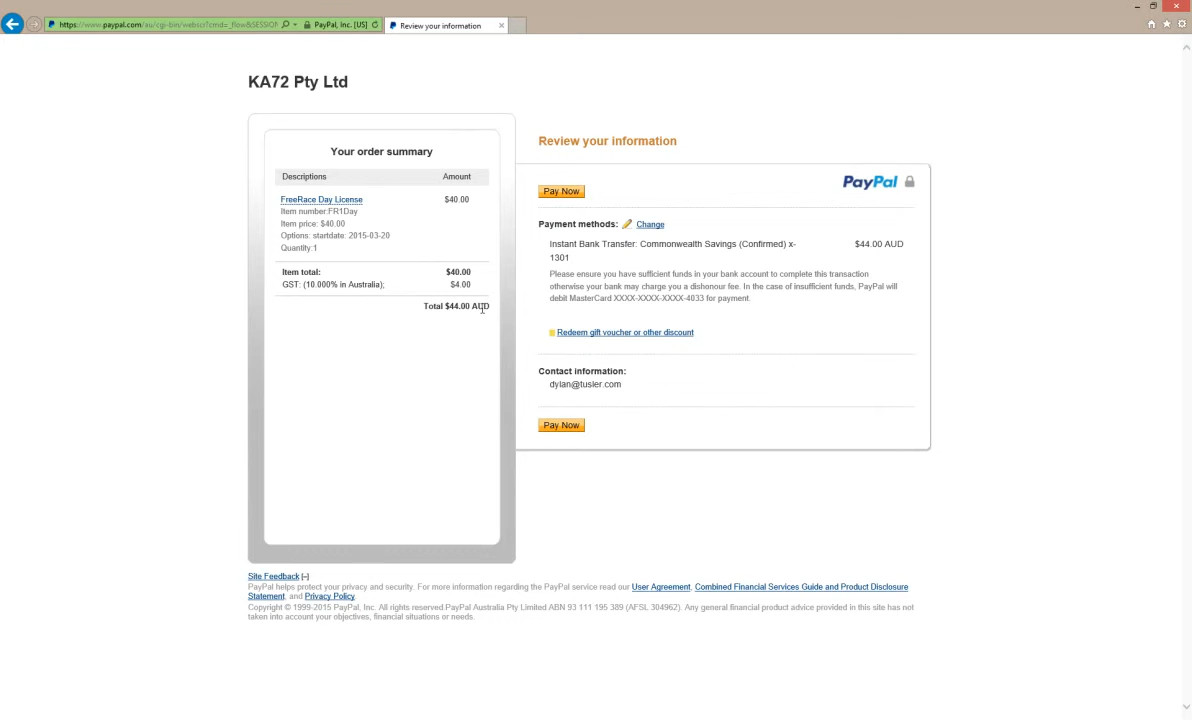 https://www.paypal.com/au/cgi-bin/webscr?cmd=_flow&SESSION
PayPal, Inc. [US]
Review your information
KA72 Pty Ltd
Your order summary
Descriptions Amount
FreeRace Day License $40.00
Item number:FR1Day
Item price: $40.00
Options: startdate: 2015-03-20
Quantity:1
Item total: $40.00
GST: (10.000% in Australia); $4.00
Total $44.00 AUD
Review your information
PayPal
Pay Now
Payment methods: Change
Instant Bank Transfer: Commonwealth Savings (Confirmed) x-1301 $44.00 AUD
Please ensure you have sufficient funds in your bank account to complete this transaction
otherwise your bank may charge you a dishonour fee. In the case of insufficient funds, PayPal will
debit MasterCard XXXX-XXXX-XXXX-4033 for payment.
Redeem gift voucher or other discount
Contact information:
dylan@tusler.com
Pay Now
Site Feedback [–]
PayPal helps protect your privacy and security. For more information regarding the PayPal service read our User Agreement, Combined Financial Services Guide and Product Disclosure
Statement, and Privacy Policy.
Copyright © 1999-2015 PayPal, Inc. All rights reserved.PayPal Australia Pty Limited ABN 93 111 195 389 (AFSL 304962). Any general financial product advice provided in this site has not
taken into account your objectives, financial situations or needs.